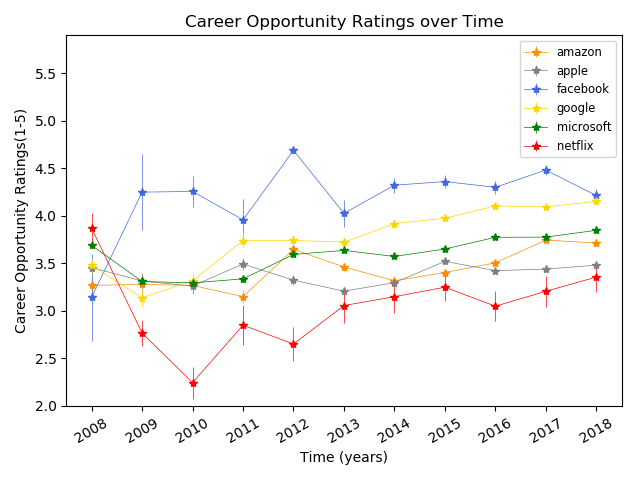 Career Opportunity Ratings over Time
amazon
apple
facebook
google
microsoft
netflix
Career Opportunity Ratings(1-5)
5.5
5.0
4.5
4.0
3.5
3.0
2.5
2.0
2008 2009 2010 2011 2012 2013 2014 2015 2016 2017 2018
Time (years)